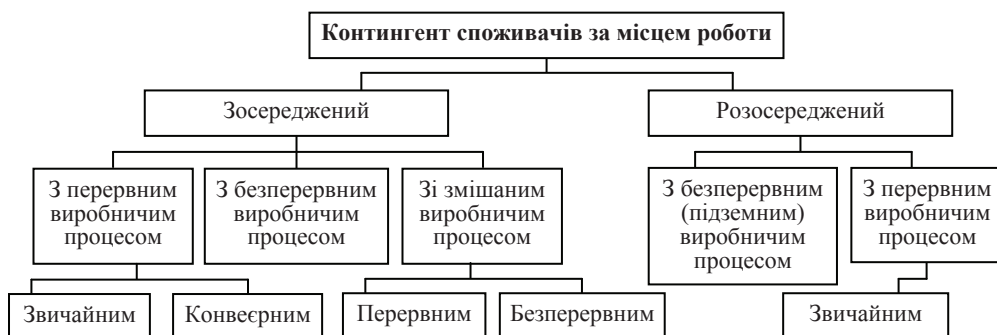 Контингент споживачів за місцем роботи
Зосереджений
Розосереджений
З перервним
виробничим
процесом
З безперервним
виробничим
процесом
Зі змішаним
виробничим
процесом
З безперервним
(підземним)
виробничим
процесом
З перервним
виробничим
процесом
Звичайним
Конвеєрним
Перервним
Безперервним
Звичайним